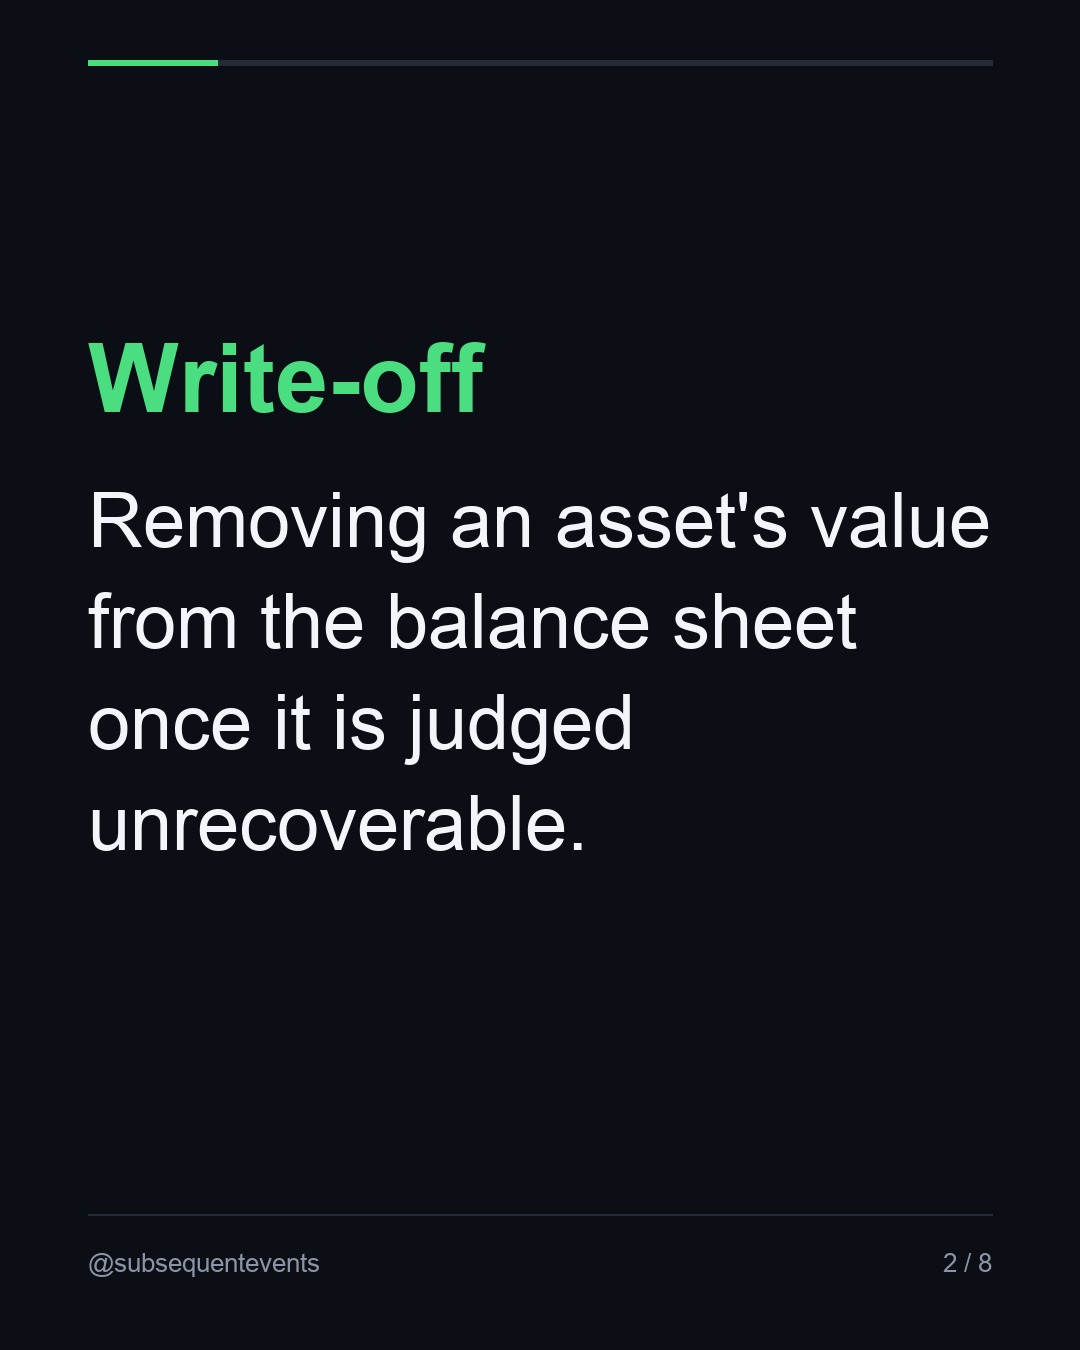 Write-off
Removing an asset's value
from the balance sheet
once it is judged
unrecoverable.
@subsequentevents
2 / 8